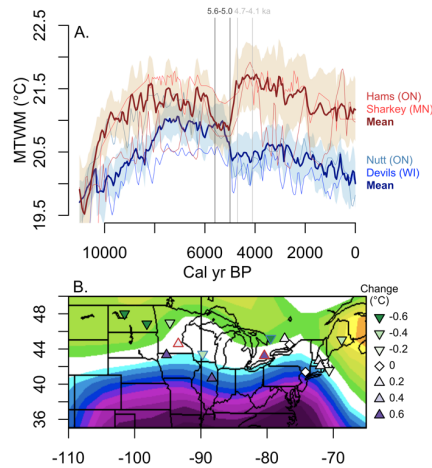 5.6-5.0 4.7-4.1 ka
A.
22.5
21.5
20.5
19.5
MTWM (°C)
Hams (ON)
Sharkey (MN)
Mean
Nutt (ON)
Devils (WI)
Mean
10000 8000 6000 4000 2000 0
Cal yr BP
B.
48
44
40
36
-110 -100 -90 -80 -70
Change
(°C)
-0.6
-0.4
-0.2
0
0.2
0.4
0.6